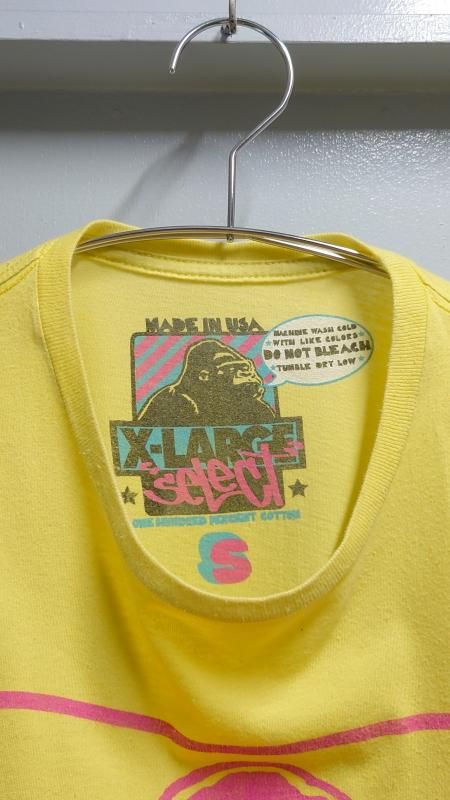 MADE IN USA
MACHINE WASH COLD
WITH LIKE COLORS
DO NOT BLEACH
TUMBLE DRY LOW
X-LARGE
select
ONE HUNDRED PERCENT COTTON
S